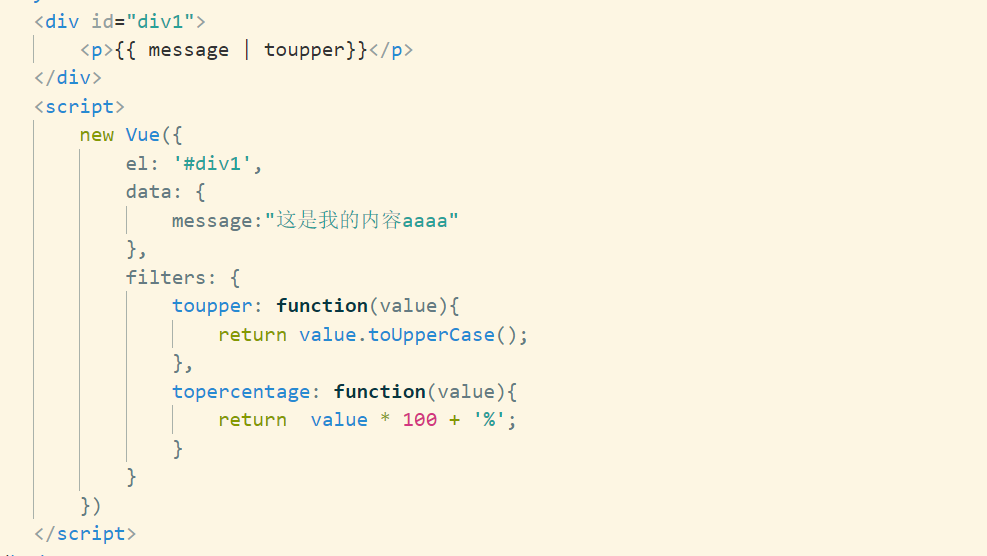 <div id="div1">
<p>{{ message | toupper}}</p>
</div>
<script>
new Vue({
el: '#div1',
data: {
message:"这是我的内容aaaa"
},
filters: {
toupper: function(value){
return value.toUpperCase();
},
topercentage: function(value){
return  value * 100 + '%';
}
}
})
</script>